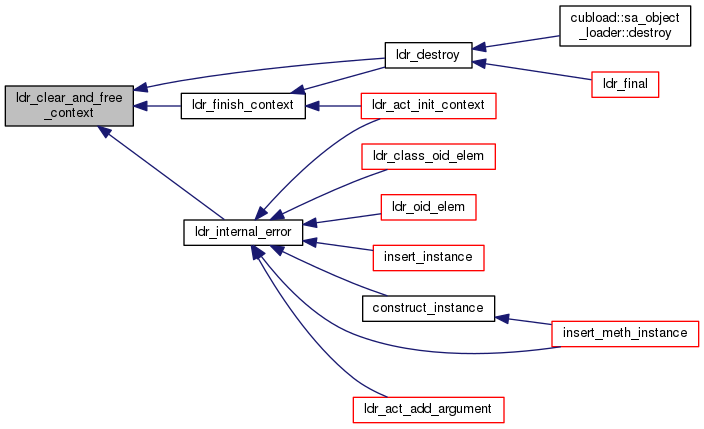 cubload::sa_object
_loader::destroy
ldr_destroy
ldr_final
ldr_clear_and_free
_context
ldr_finish_context
ldr_act_init_context
ldr_class_oid_elem
ldr_oid_elem
ldr_internal_error
insert_instance
construct_instance
insert_meth_instance
ldr_act_add_argument